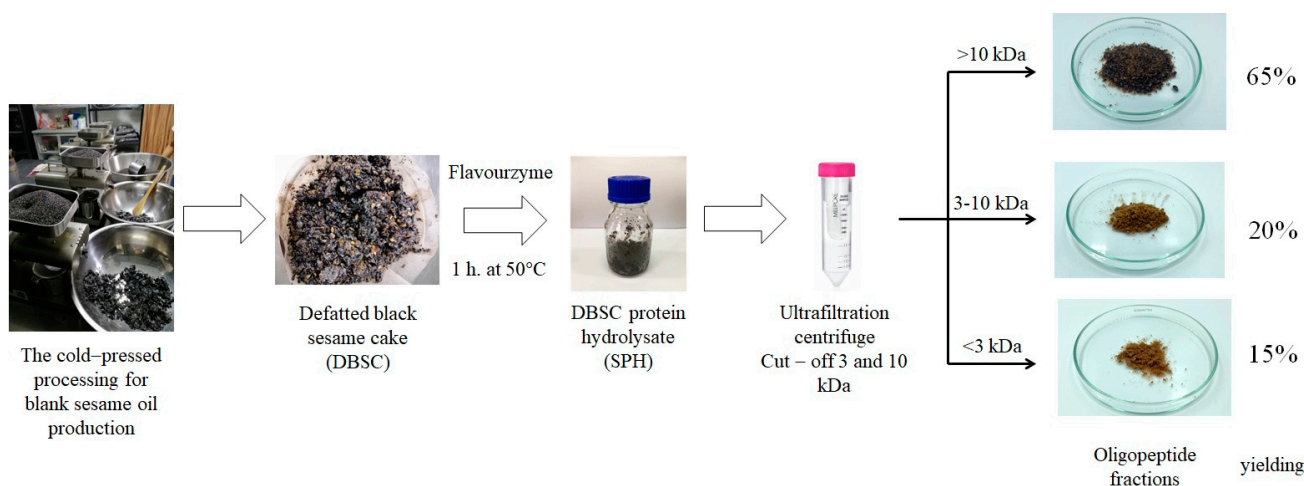 The cold–pressed
processing for
blank sesame oil
production
Defatted black
sesame cake
(DBSC)
Flavourzyme
1 h. at 50°C
DBSC protein
hydrolysate
(SPH)
Ultrafiltration
centrifuge
Cut – off 3 and 10
kDa
>10 kDa
65%
3-10 kDa
20%
<3 kDa
15%
Oligopeptide
fractions
yielding